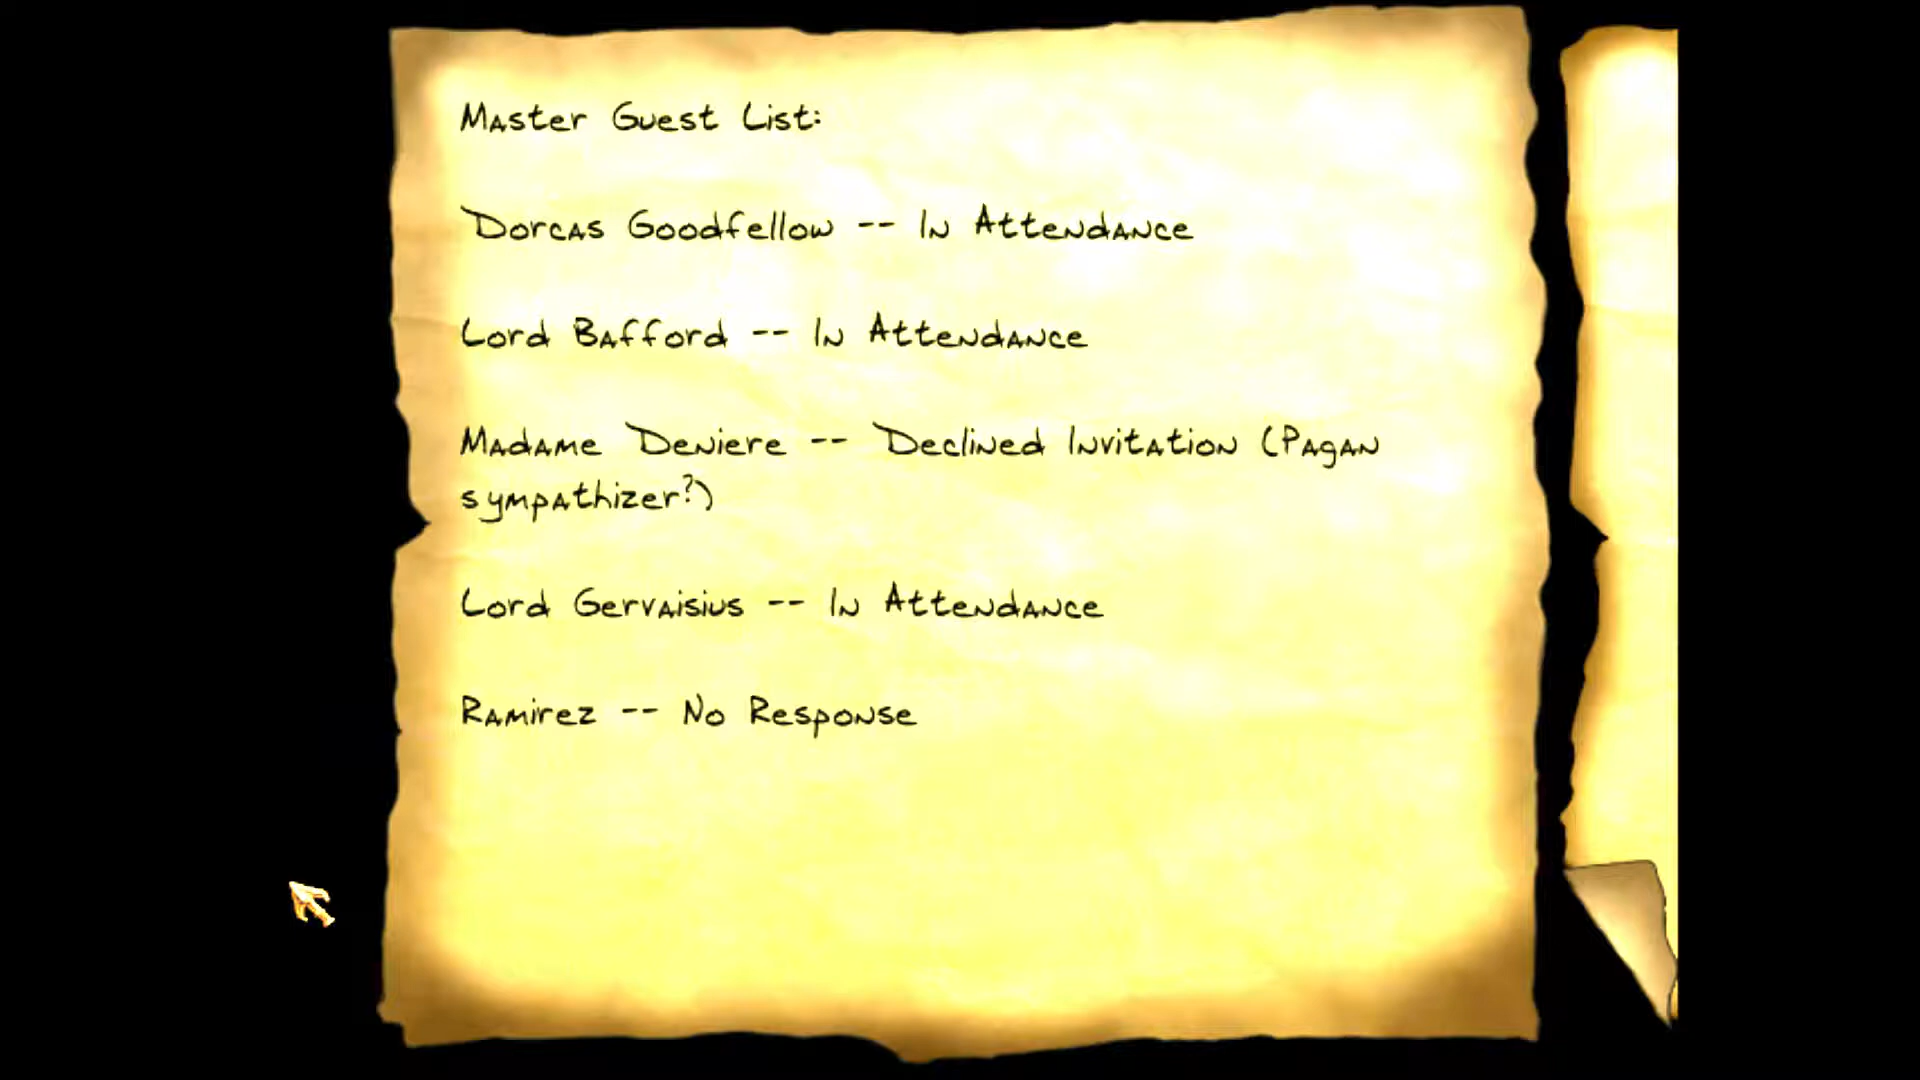 Master Guest List:
Dorcas Goodfellow -- In Attendance
Lord Bafford -- In Attendance
Madame Deniere -- Declined Invitation (Pagan
sympathizer?)
Lord Gervaisius -- In Attendance
Ramirez -- No Response